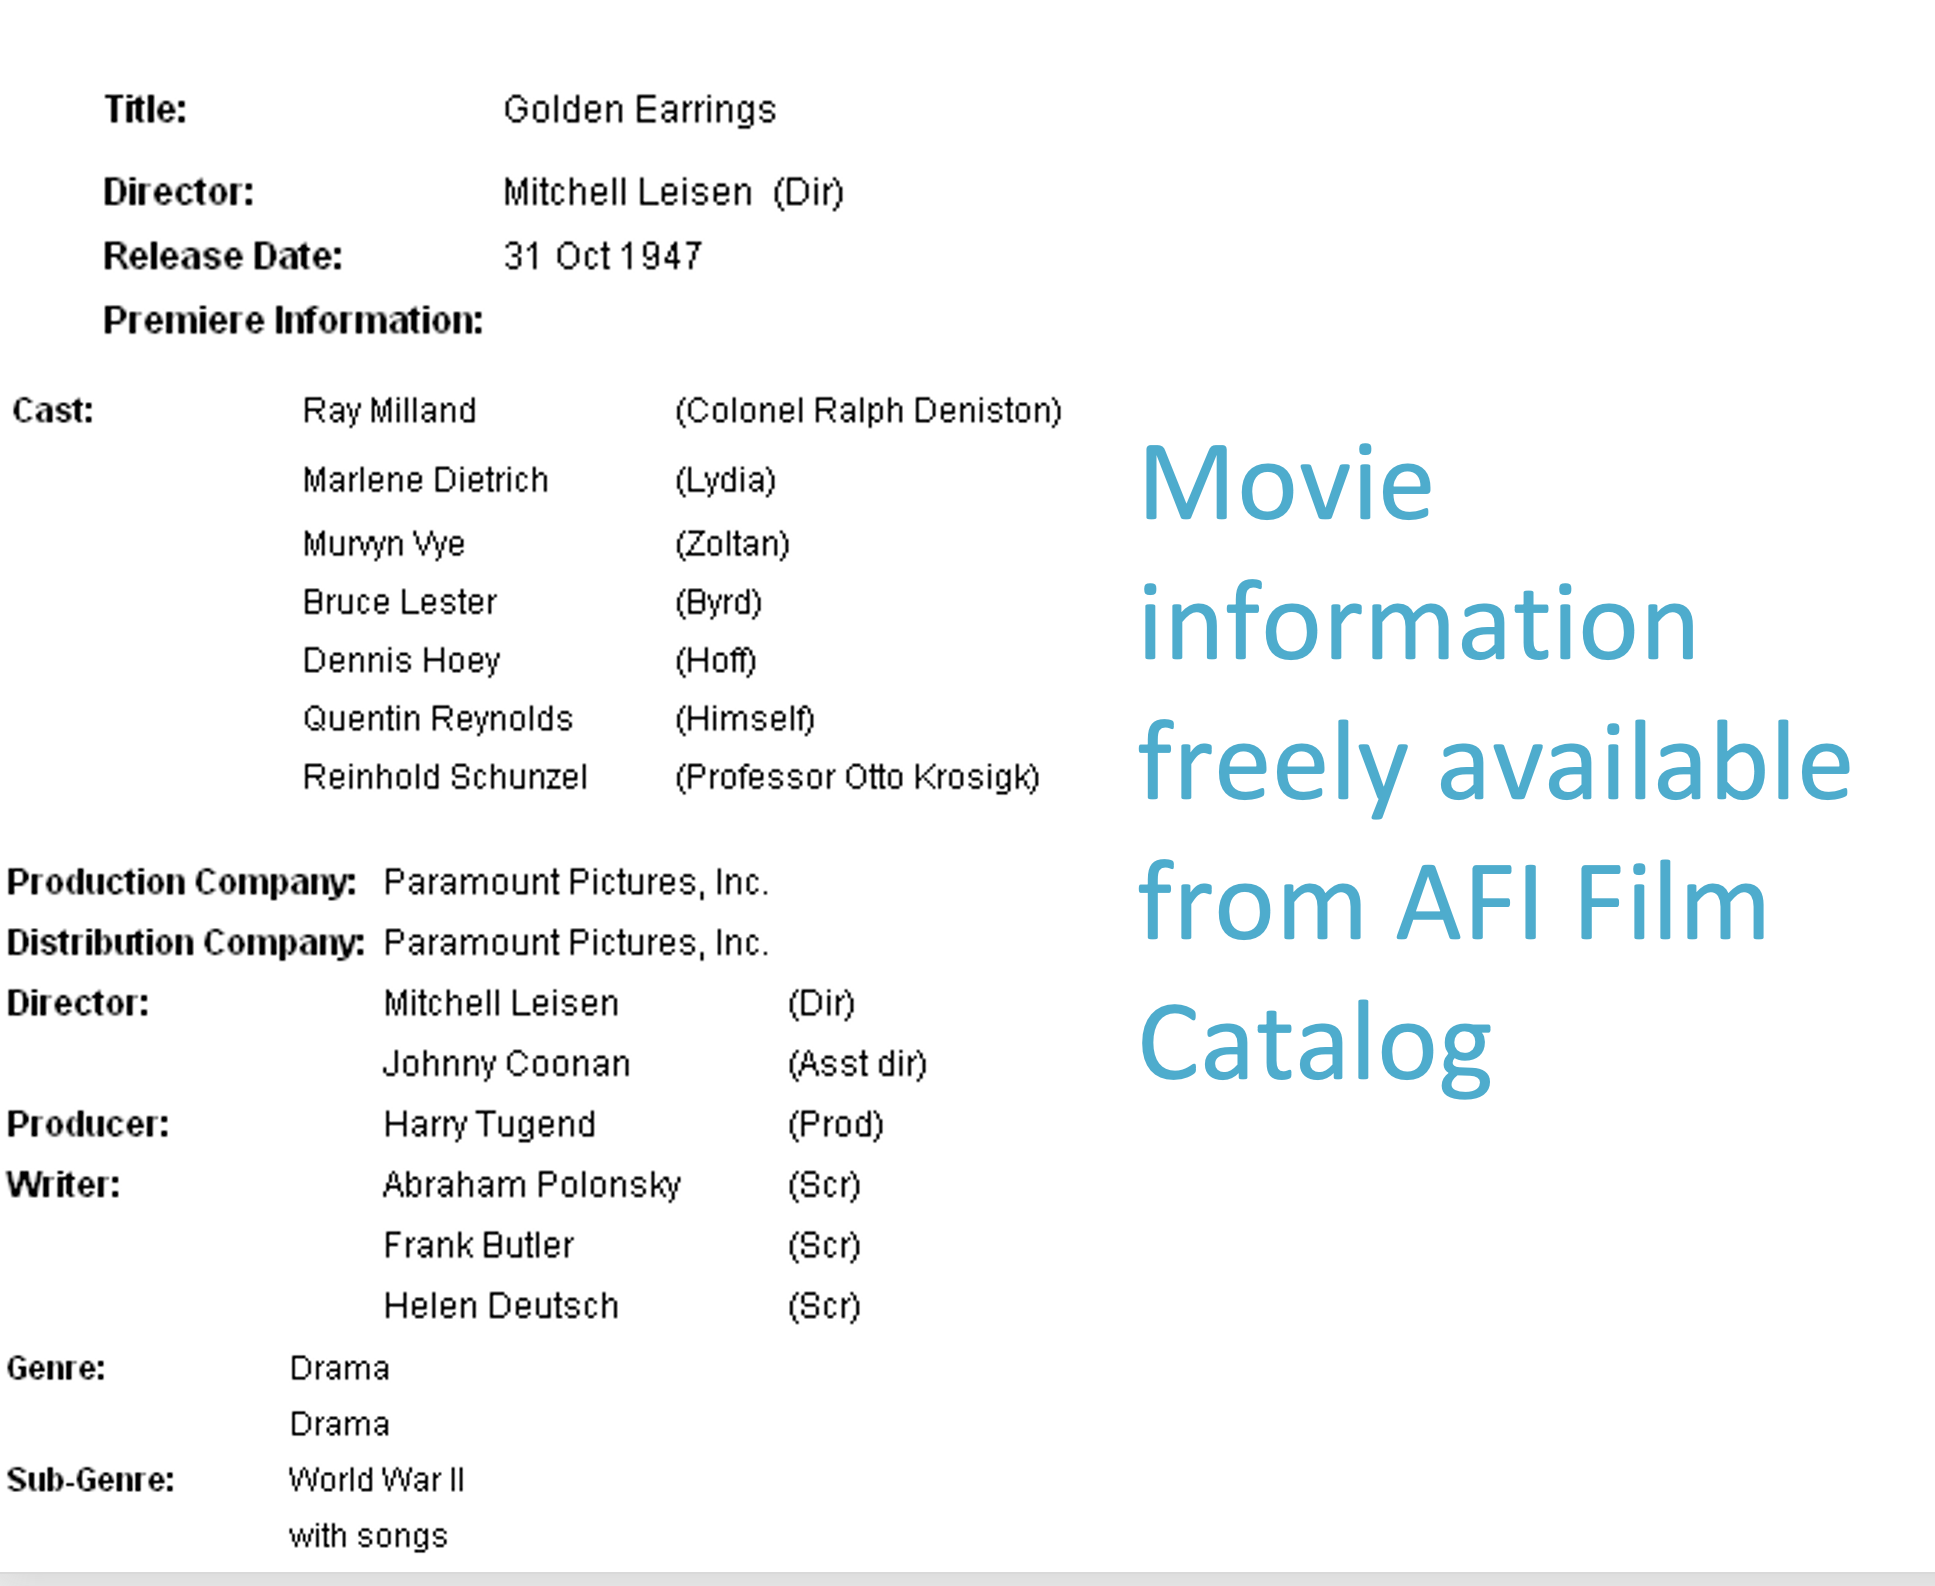 Title: Golden Earrings
Director: Mitchell Leisen (Dir)
Release Date: 31 Oct 1947
Premiere Information:
Cast: Ray Milland (Colonel Ralph Deniston)
Marlene Dietrich (Lydia)
Murvyn Vye (Zoltan)
Bruce Lester (Byrd)
Dennis Hoey (Hoff)
Quentin Reynolds (Himself)
Reinhold Schunzel (Professor Otto Krosigk)
Production Company: Paramount Pictures, Inc.
Distribution Company: Paramount Pictures, Inc.
Director: Mitchell Leisen (Dir)
Johnny Coonan (Asst dir)
Producer: Harry Tugend (Prod)
Writer: Abraham Polonsky (Scr)
Frank Butler (Scr)
Helen Deutsch (Scr)
Genre: Drama
Drama
Sub-Genre: World War II
with songs
Movie
information
freely available
from AFI Film
Catalog